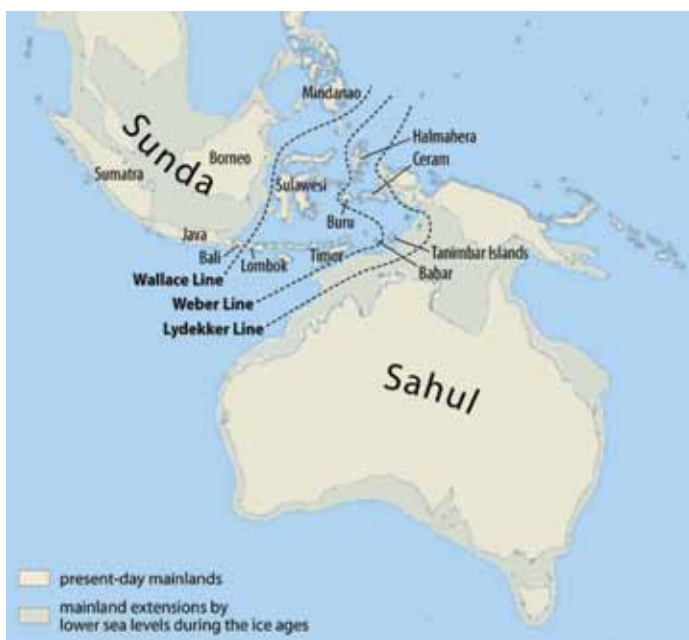 Mindanao
Halmahera
Ceram
Sunda
Borneo
Sumatra
Sulawesi
Buru
Java
Bali
Lombok
Timor
Tanimbar Islands
Babar
Wallace Line
Weber Line
Lydekker Line
Sahul
present-day mainlands
mainland extensions by
lower sea levels during the ice ages